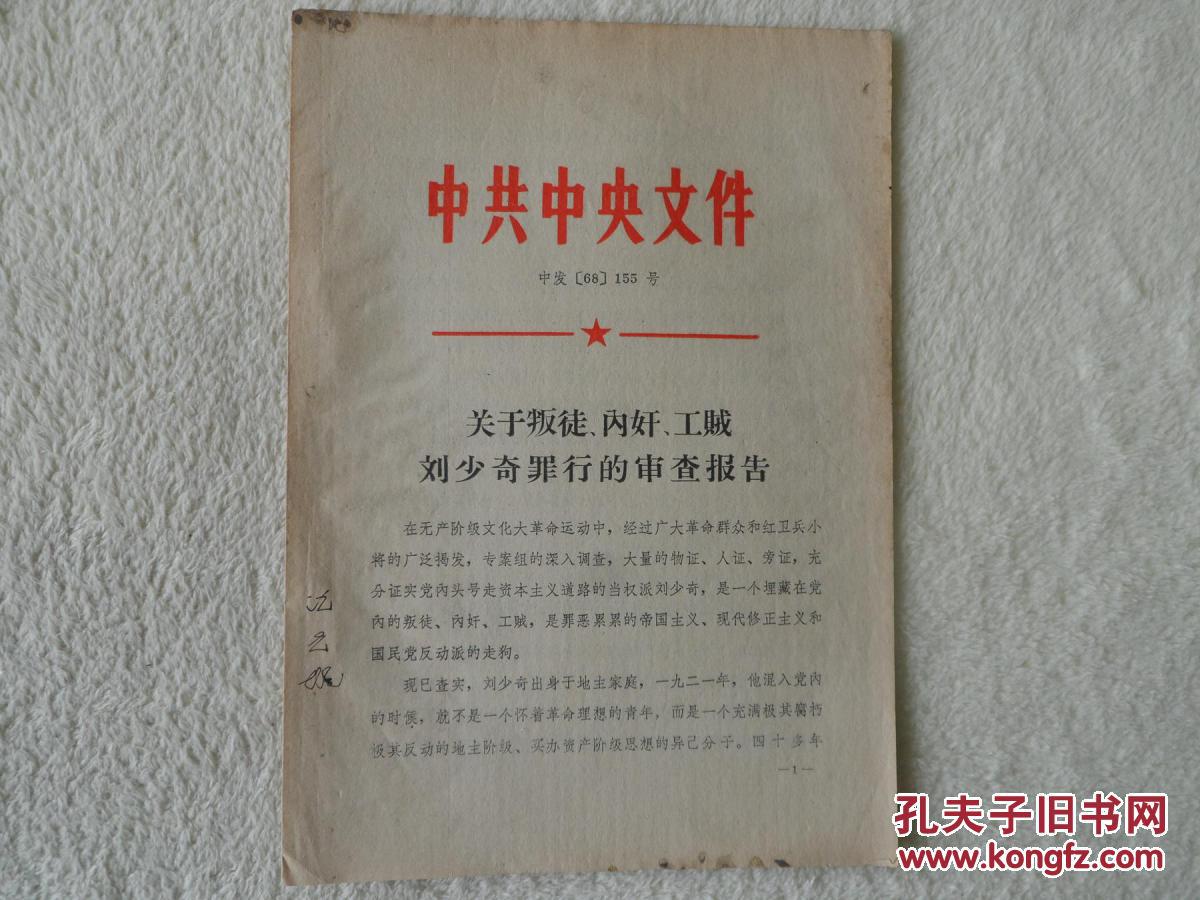 中共中央文件
中发〔68〕155 号
关于叛徒、內奸、工贼
刘少奇罪行的审查报告
在无产阶级文化大革命运动中，经过广大革命群众和红卫兵小
将的广泛揭发，专案组的深入调查，大量的物证、人证、旁证，充
分证实党內头号走资本主义道路的当权派刘少奇，是一个埋藏在党
內的叛徒、內奸、工贼，是罪恶累累的帝国主义、现代修正主义和
国民党反动派的走狗。
现已查实，刘少奇出身于地主家庭，一九二一年，他混入党內
的时候，就不是一个怀着革命理想的青年，而是一个充满极其腐朽
极其反动的地主阶级、买办资产阶级思想的异己分子。四十多年
—1—
孔夫子旧书网
www.kongfz.com